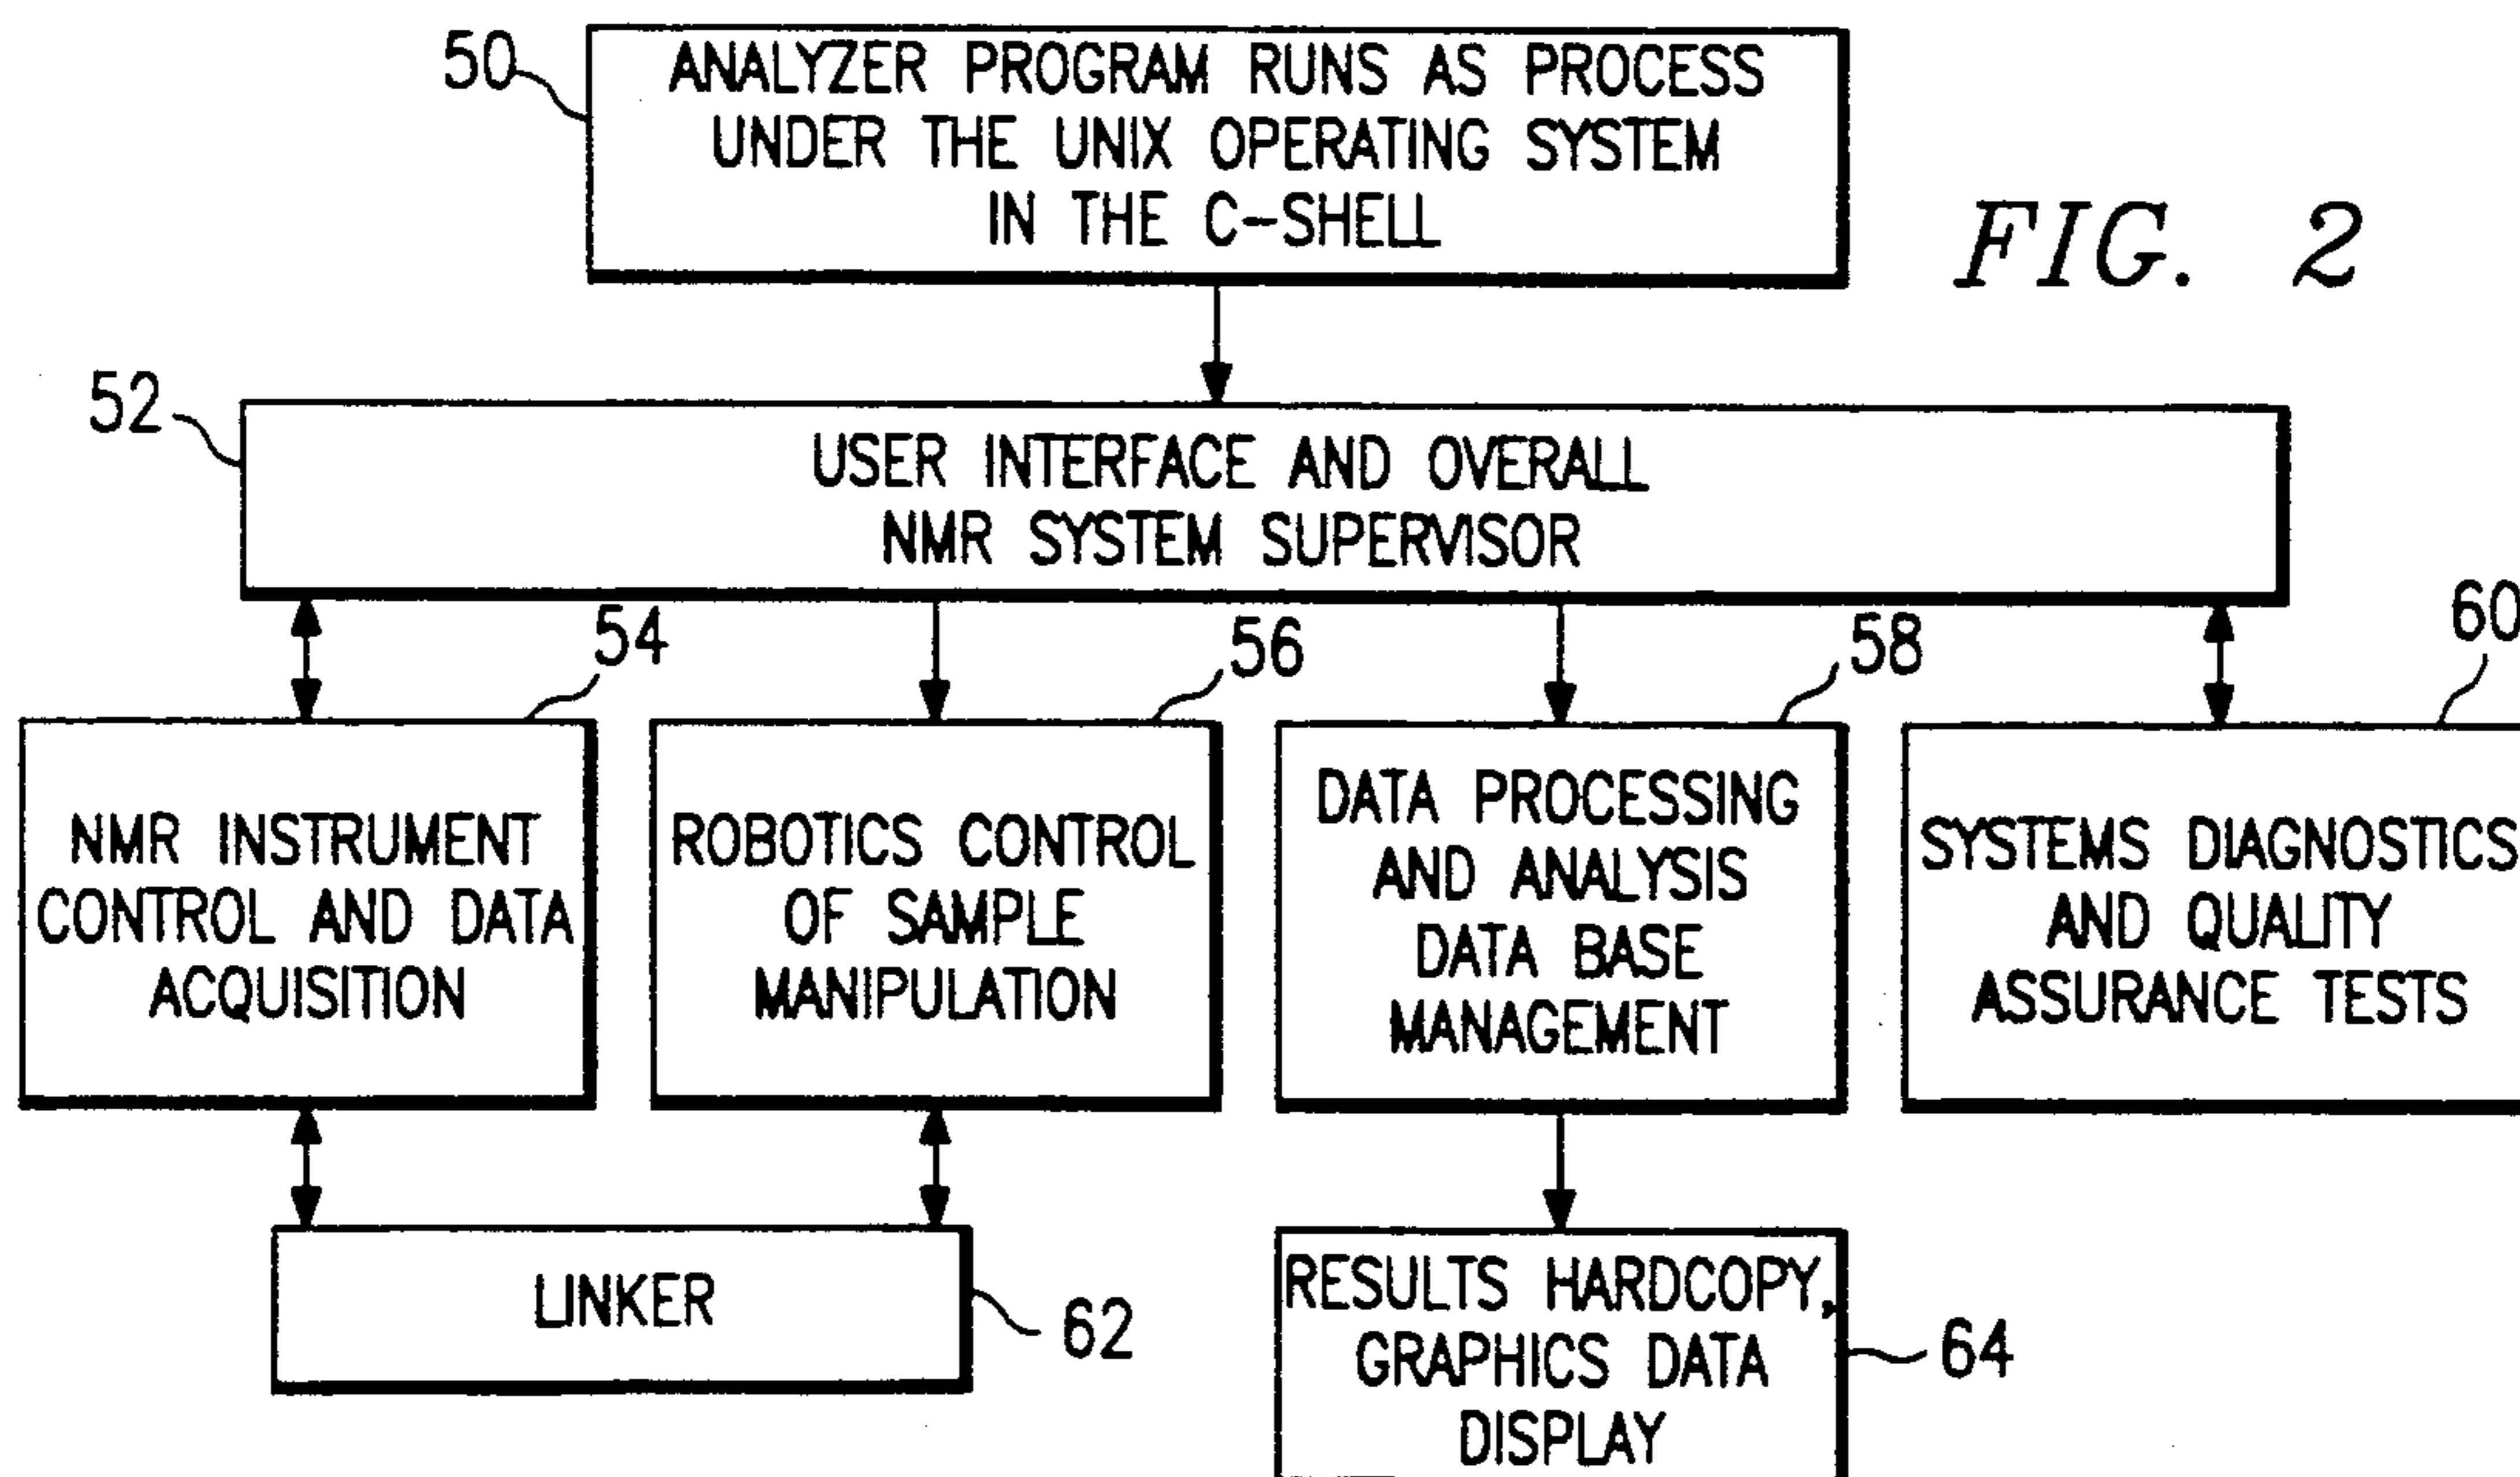 50
ANALYZER PROGRAM RUNS AS PROCESS
UNDER THE UNIX OPERATING SYSTEM
IN THE C-SHELL
FIG. 2
52
USER INTERFACE AND OVERALL
NMR SYSTEM SUPERVISOR
54
56
58
60
NMR INSTRUMENT
CONTROL AND DATA
ACQUISITION
ROBOTICS CONTROL
OF SAMPLE
MANIPULATION
DATA PROCESSING
AND ANALYSIS
DATA BASE
MANAGEMENT
SYSTEMS DIAGNOSTICS
AND QUALITY
ASSURANCE TESTS
LINKER
62
RESULTS HARDCOPY,
GRAPHICS DATA
DISPLAY
64